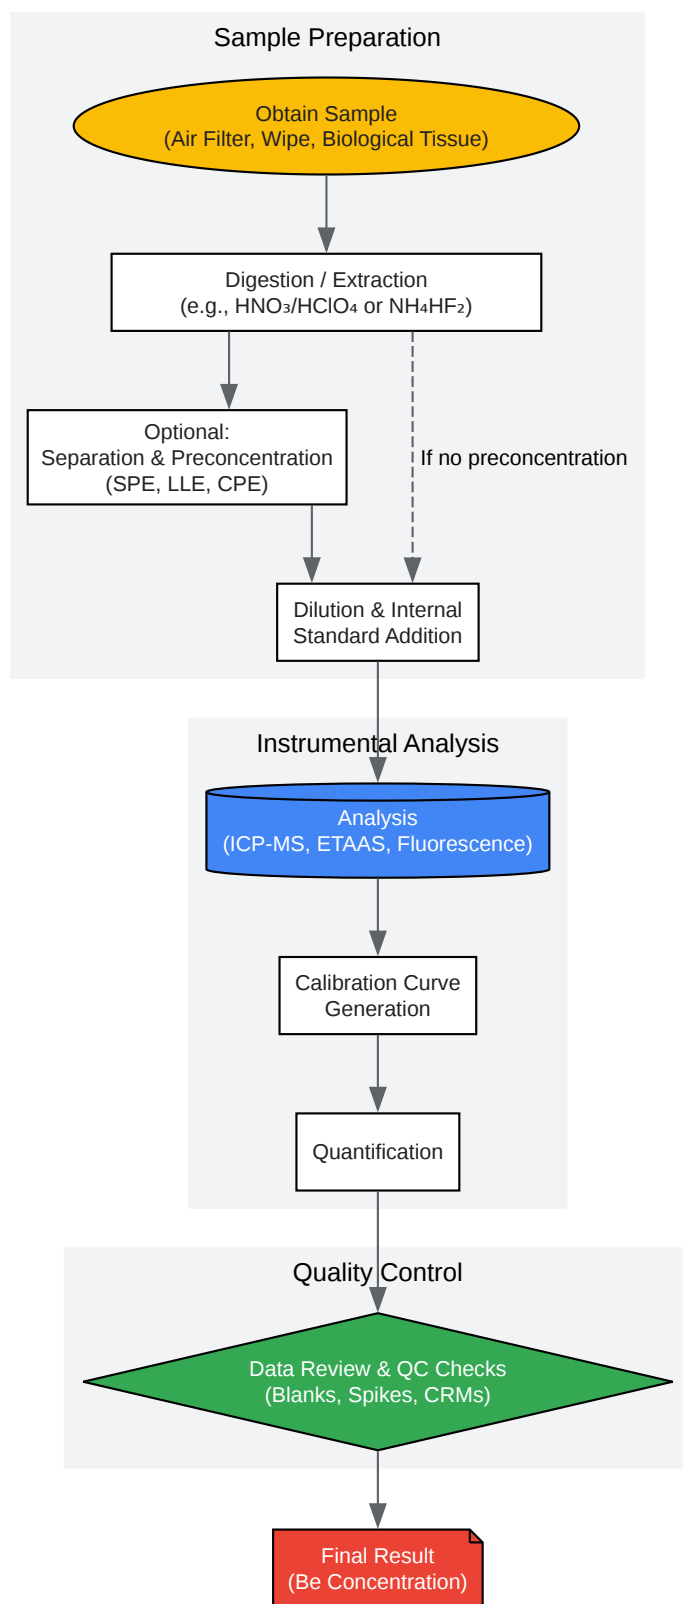 Sample Preparation
Obtain Sample
(Air Filter, Wipe, Biological Tissue)
Digestion / Extraction
(e.g., HNO₃/HClO₄ or NH₄HF₂)
Optional:
Separation & Preconcentration
(SPE, LLE, CPE)
If no preconcentration
Dilution & Internal
Standard Addition
Instrumental Analysis
Analysis
(ICP-MS, ETAAS, Fluorescence)
Calibration Curve
Generation
Quantification
Quality Control
Data Review & QC Checks
(Blanks, Spikes, CRMs)
Final Result
(Be Concentration)